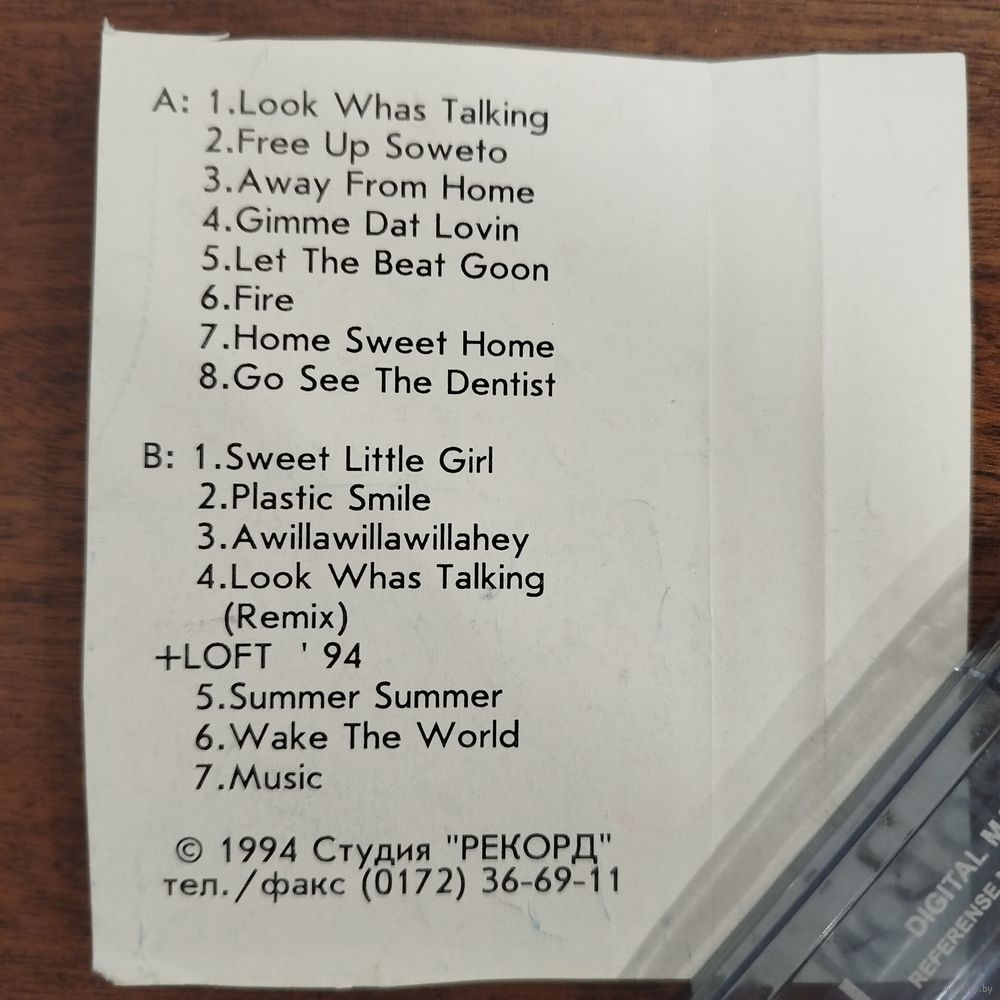 A: 1.Look Whas Talking
2.Free Up Soweto
3.Away From Home
4.Gimme Dat Lovin
5.Let The Beat Goon
6.Fire
7.Home Sweet Home
8.Go See The Dentist
B: 1.Sweet Little Girl
2.Plastic Smile
3.Awillawillawillahey
4.Look Whas Talking
(Remix)
+LOFT '94
5.Summer Summer
6.Wake The World
7.Music
© 1994 Студия "РЕКОРД"
тел./факс (0172) 36-69-11
DIGITAL
REFERENSE